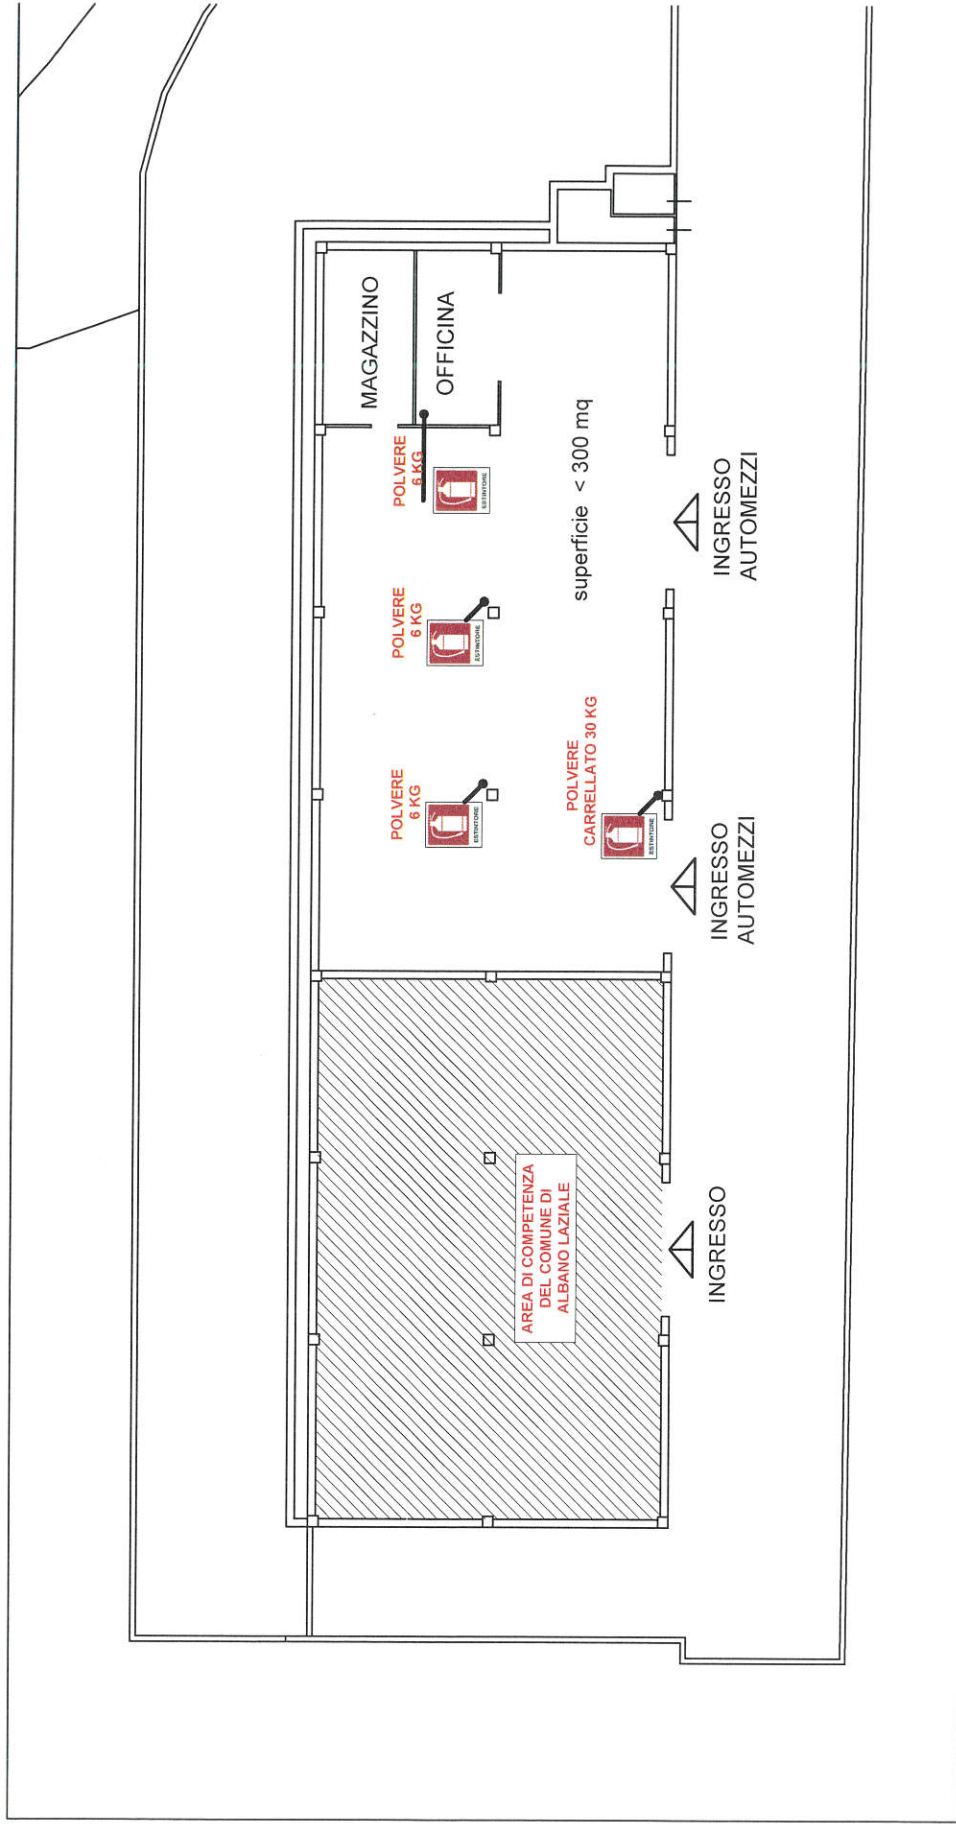 MAGAZZINO
OFFICINA
POLVERE
6 KG
ESTINTORE
POLVERE
6 KG
ESTINTORE
POLVERE
6 KG
ESTINTORE
superficie < 300 mq
POLVERE
CARRELLATO 30 KG
ESTINTORE
INGRESSO
AUTOMEZZI
INGRESSO
AUTOMEZZI
AREA DI COMPETENZA
DEL COMUNE DI
ALBANO LAZIALE
INGRESSO